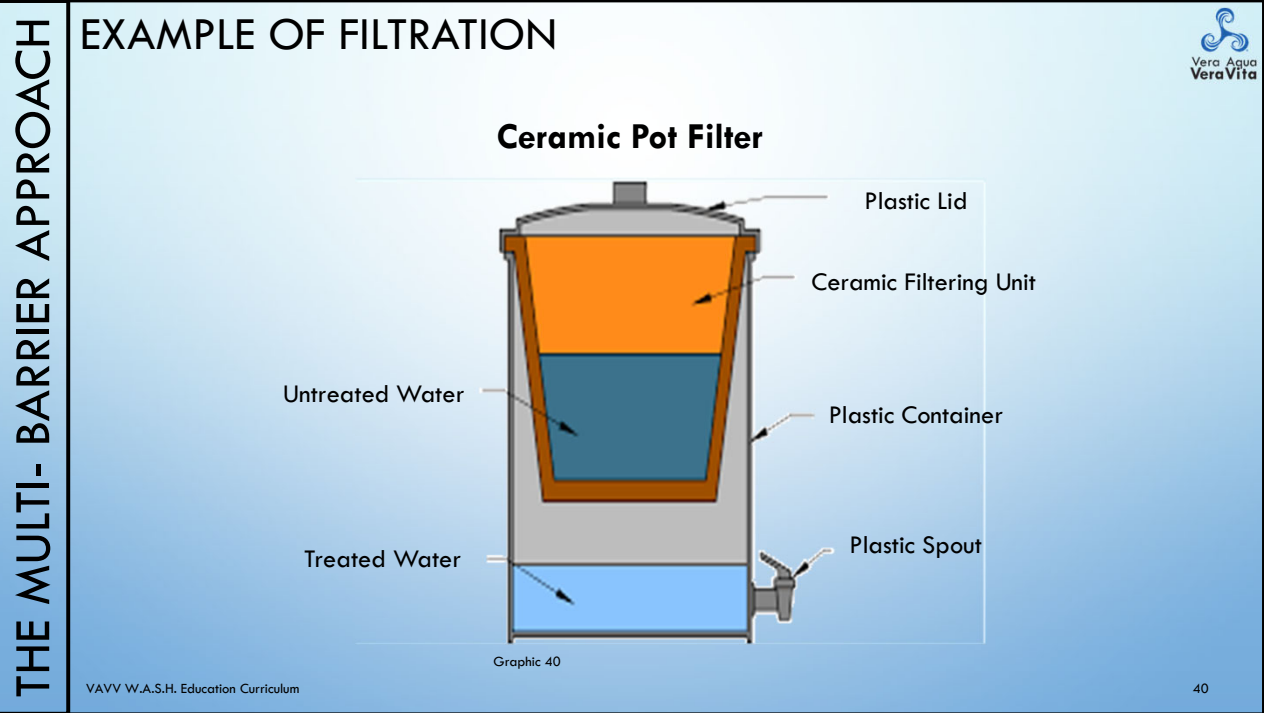 THE MULTI- BARRIER APPROACH
EXAMPLE OF FILTRATION
Vera Aqua
VeraVita
Ceramic Pot Filter
Plastic Lid
Ceramic Filtering Unit
Untreated Water
Plastic Container
Treated Water
Plastic Spout
Graphic 40
VAVV W.A.S.H. Education Curriculum
40